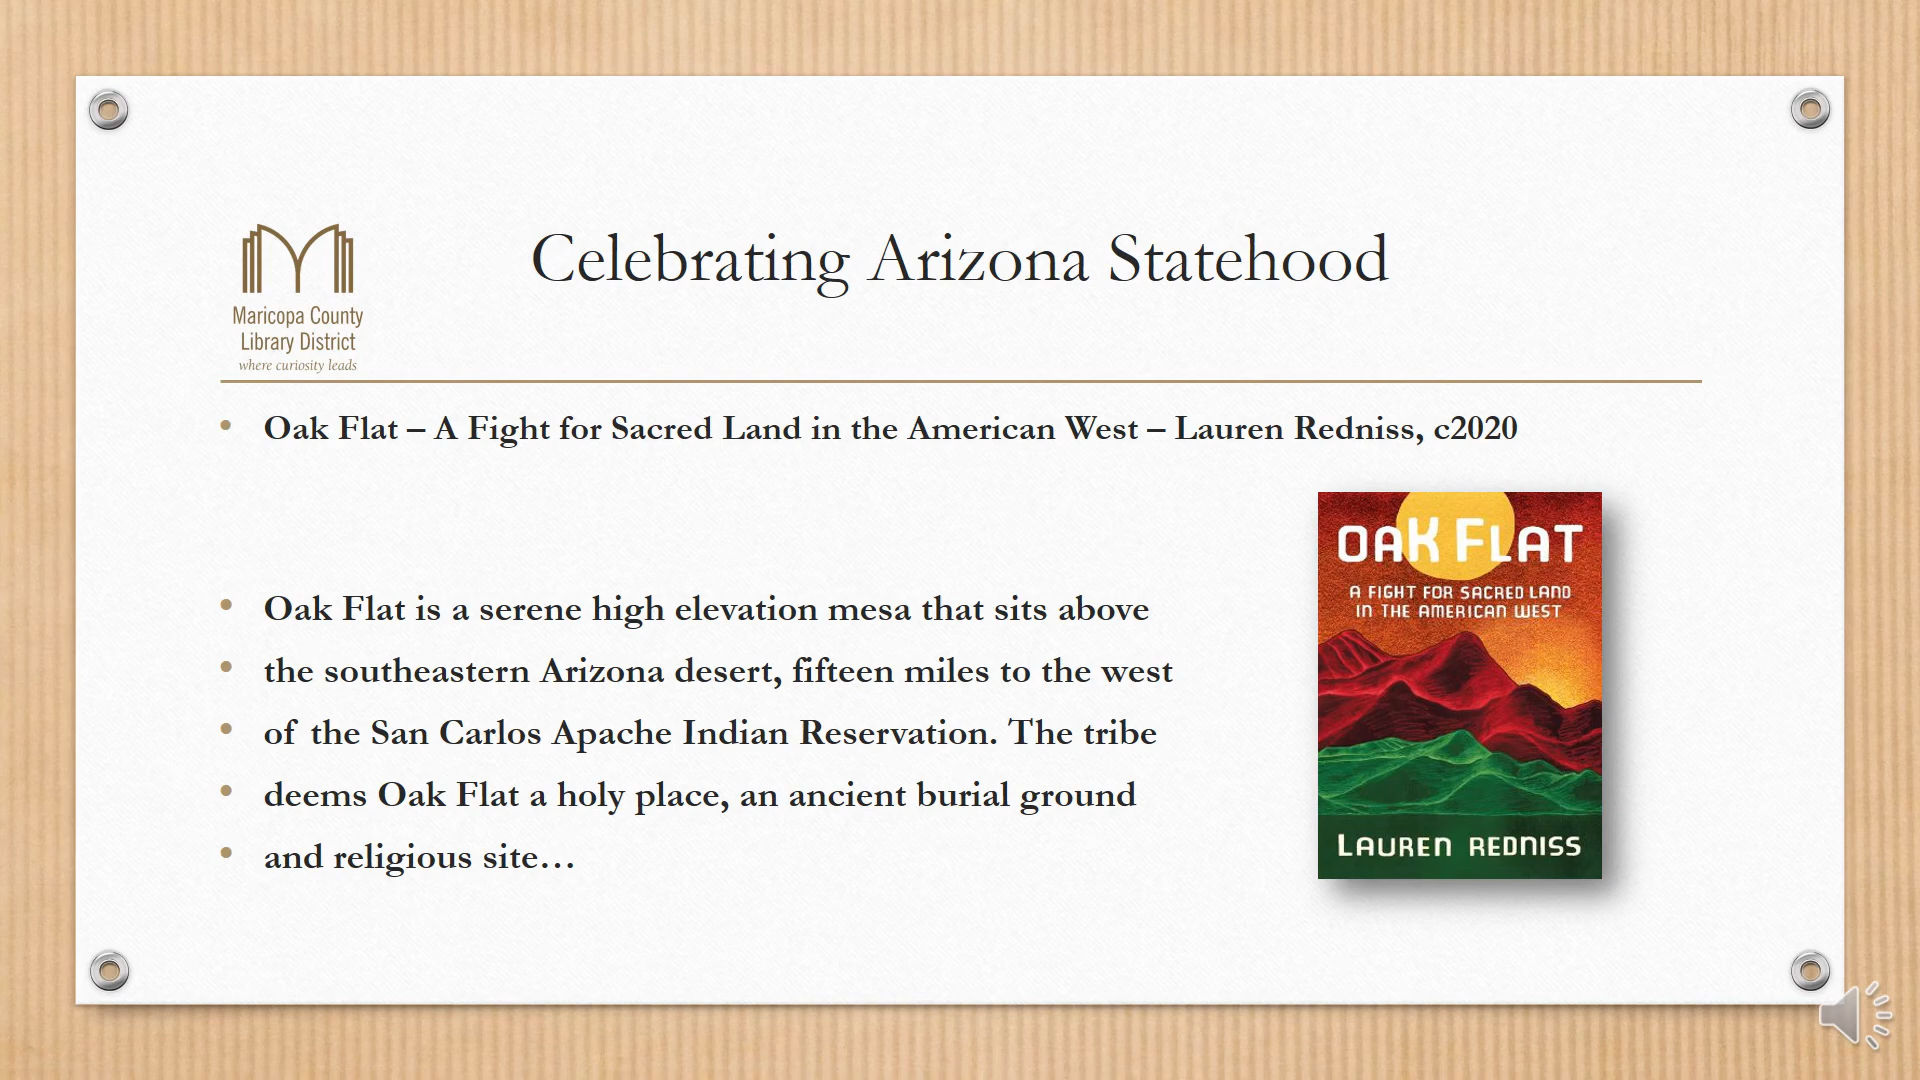 Celebrating Arizona Statehood
Maricopa County
Library District
where curiosity leads
• Oak Flat – A Fight for Sacred Land in the American West – Lauren Redniss, c2020
• Oak Flat is a serene high elevation mesa that sits above
• the southeastern Arizona desert, fifteen miles to the west
• of the San Carlos Apache Indian Reservation. The tribe
• deems Oak Flat a holy place, an ancient burial ground
• and religious site…
OAK FLAT
A FIGHT FOR SACRED LAND
IN THE AMERICAN WEST
LAUREN REDNISS